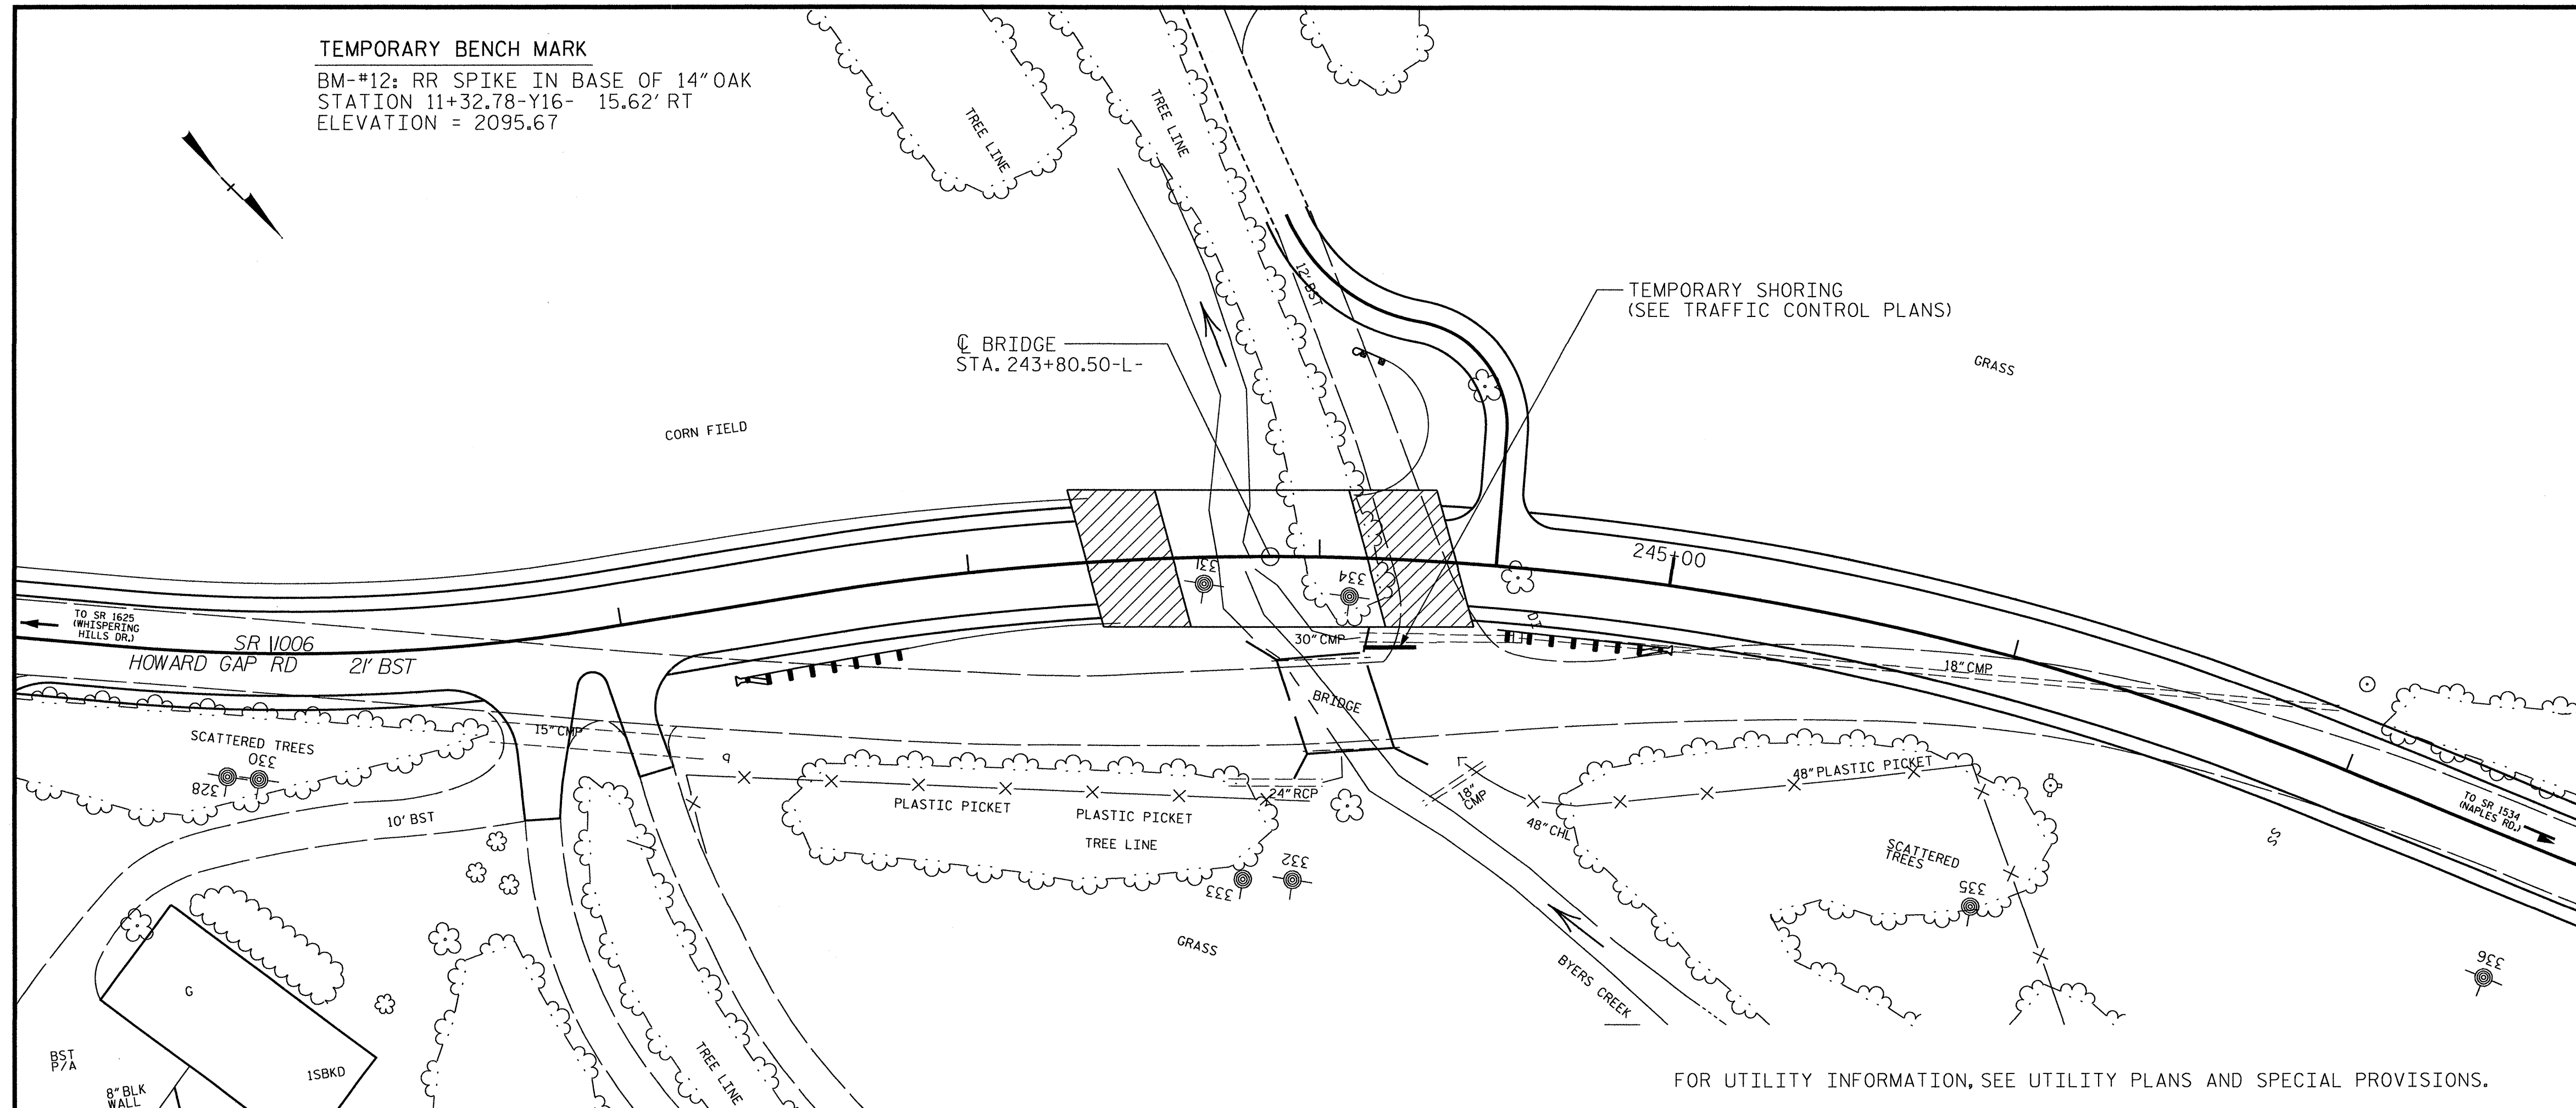 TEMPORARY BENCH MARK
BM-#12: RR SPIKE IN BASE OF 14" OAK
STATION 11+32.78-Y16- 15.62' RT
ELEVATION = 2095.67
TREE LINE
TREE LINE
12' BST
TEMPORARY SHORING
(SEE TRAFFIC CONTROL PLANS)
℄ BRIDGE
STA. 243+80.50-L-
GRASS
CORN FIELD
245+00
331
334
TO SR 1625
(WHISPERING
HILLS DR.)
SR 1006
HOWARD GAP RD 21' BST
30" CMP
DI
18" CMP
BRIDGE
15" CMP
SCATTERED TREES
330
328
10' BST
PLASTIC PICKET
PLASTIC PICKET
24" RCP
TREE LINE
18"
CMP
48" PLASTIC PICKET
48" CHL
TO SR 1534
(NAPLES RD.)
SCATTERED
TREES
SS
332
333
335
336
GRASS
BYERS CREEK
G
1SBKD
BST
P/A
8" BLK
WALL
TREE LINE
FOR UTILITY INFORMATION, SEE UTILITY PLANS AND SPECIAL PROVISIONS.